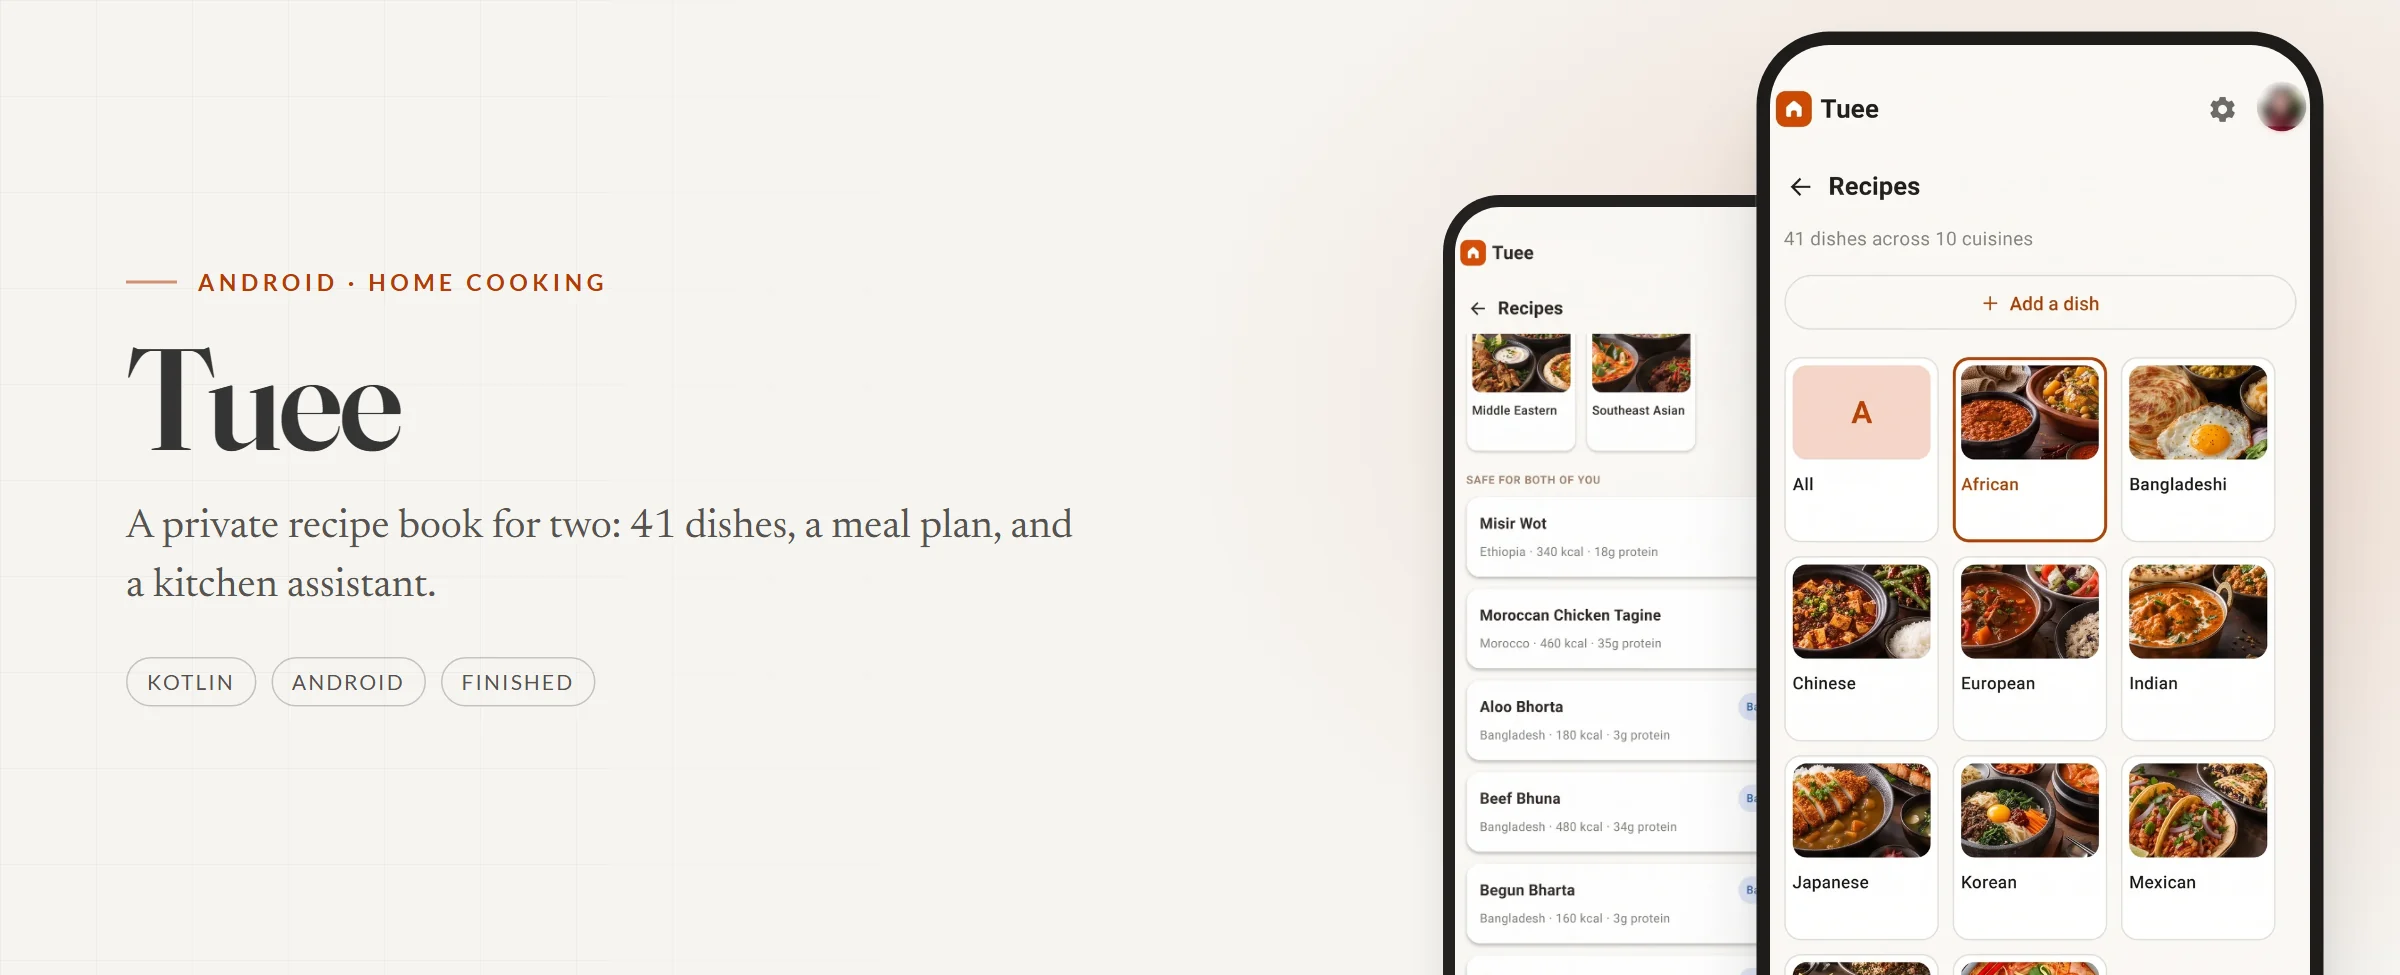 ANDROID · HOME COOKING
Tuee
A private recipe book for two: 41 dishes, a meal plan, and
a kitchen assistant.
KOTLIN
ANDROID
FINISHED
Tuee
Recipes
Middle Eastern
Southeast Asian
SAFE FOR BOTH OF YOU
Misir Wot
Ethiopia · 340 kcal · 18g protein
Moroccan Chicken Tagine
Morocco · 460 kcal · 35g protein
Aloo Bhorta
Bangladesh · 180 kcal · 3g protein
Beef Bhuna
Bangladesh · 480 kcal · 34g protein
Begun Bharta
Bangladesh · 160 kcal · 3g protein
Tuee
Recipes
41 dishes across 10 cuisines
+ Add a dish
A
All
African
Bangladeshi
Chinese
European
Indian
Japanese
Korean
Mexican